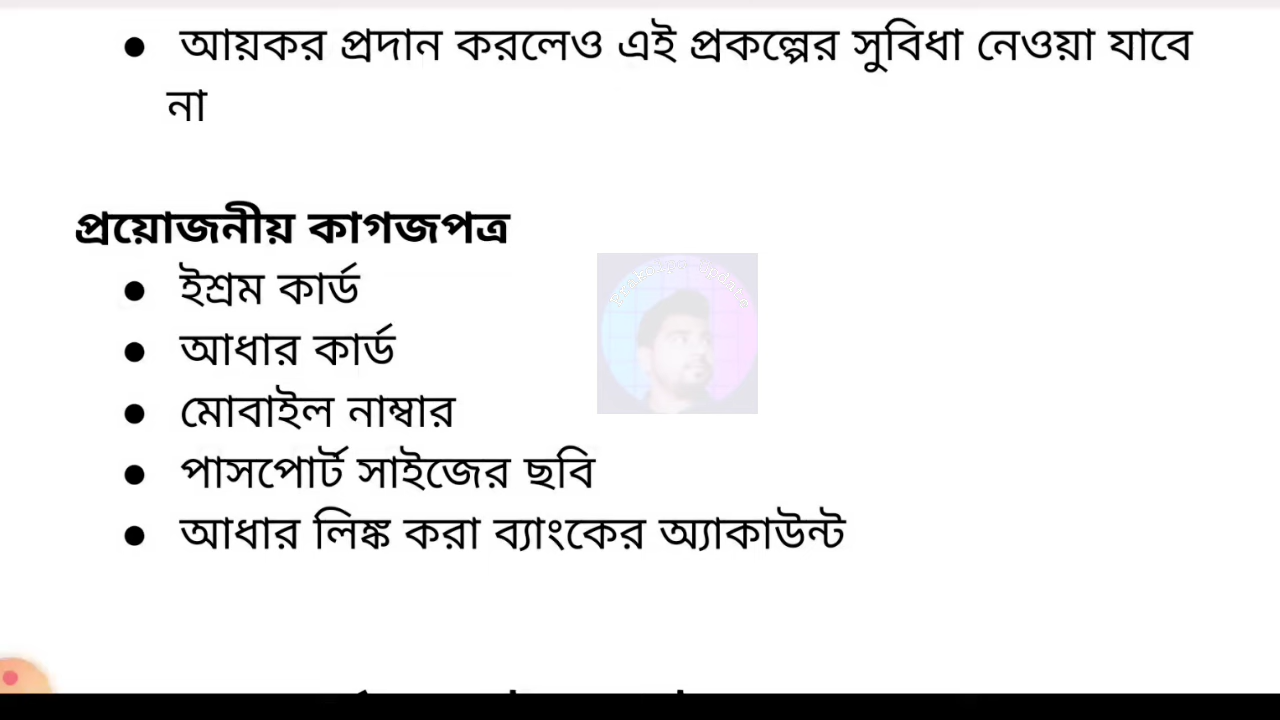 ● আয়কর প্রদান করলেও এই প্রকল্পের সুবিধা নেওয়া যাবে
না
প্রয়োজনীয় কাগজপত্র
● ইশ্রম কার্ড
● আধার কার্ড
● মোবাইল নাম্বার
● পাসপোর্ট সাইজের ছবি
● আধার লিঙ্ক করা ব্যাংকের অ্যাকাউন্ট